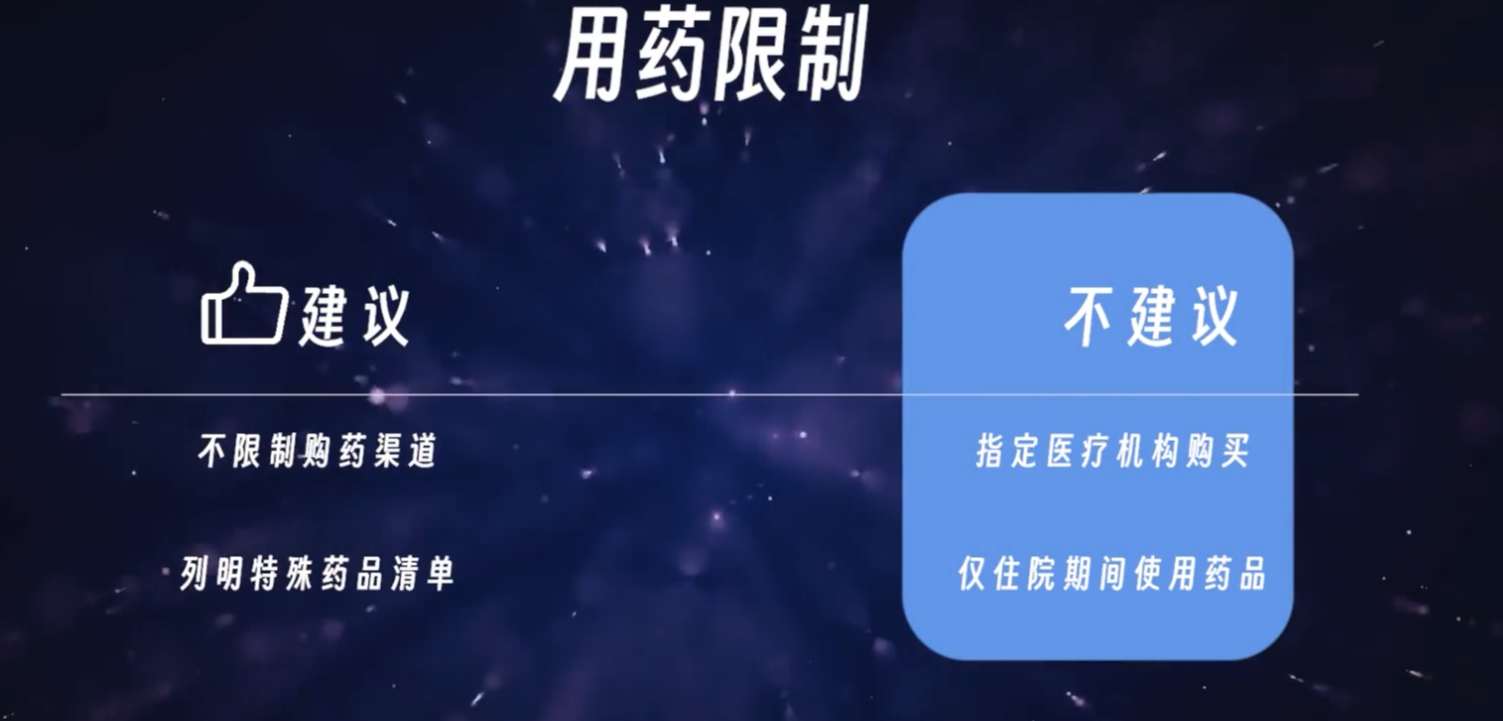 用药限制
建议
不建议
不限制购药渠道
指定医疗机构购买
列明特殊药品清单
仅住院期间使用药品